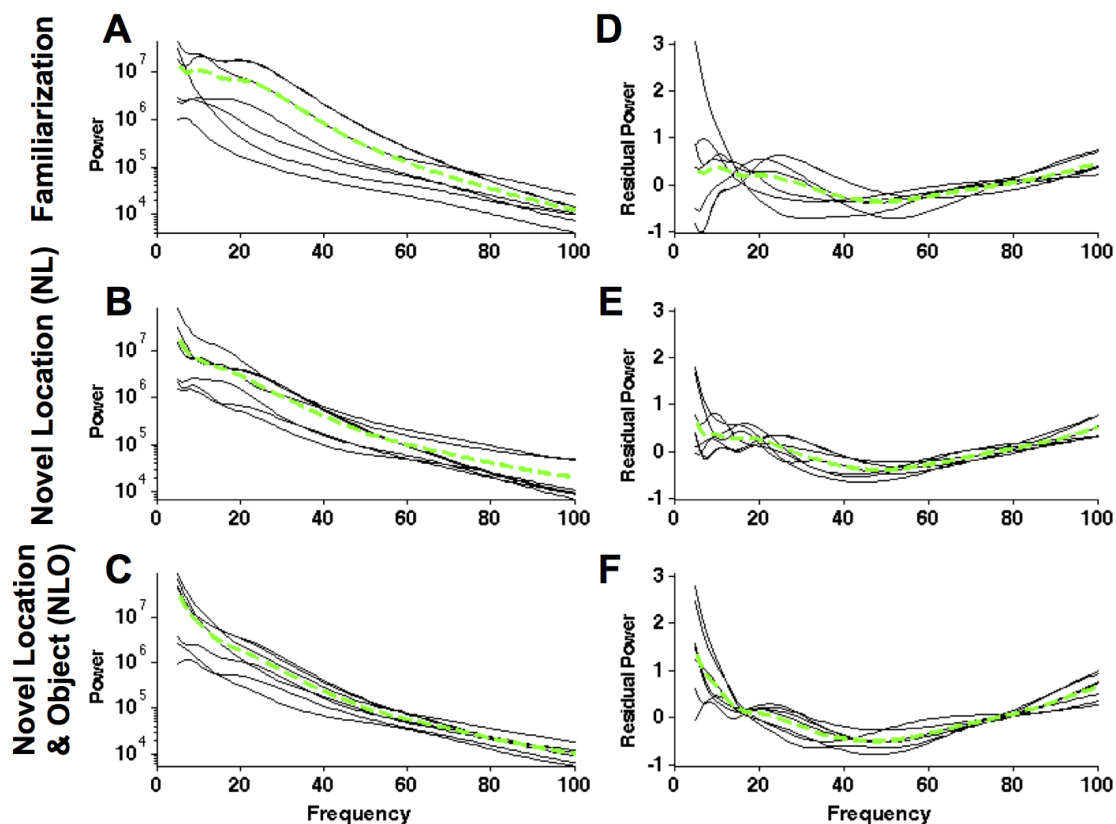 A
Familiarization
Power
10^7
10^6
10^5
10^4
0 20 40 60 80 100
D
Residual Power
3
2
1
0
-1
0 20 40 60 80 100
B
Novel Location (NL)
Power
10^7
10^6
10^5
10^4
0 20 40 60 80 100
E
Residual Power
3
2
1
0
-1
0 20 40 60 80 100
C
Novel Location
& Object (NLO)
Power
10^7
10^6
10^5
10^4
0 20 40 60 80 100
Frequency
F
Residual Power
3
2
1
0
-1
0 20 40 60 80 100
Frequency